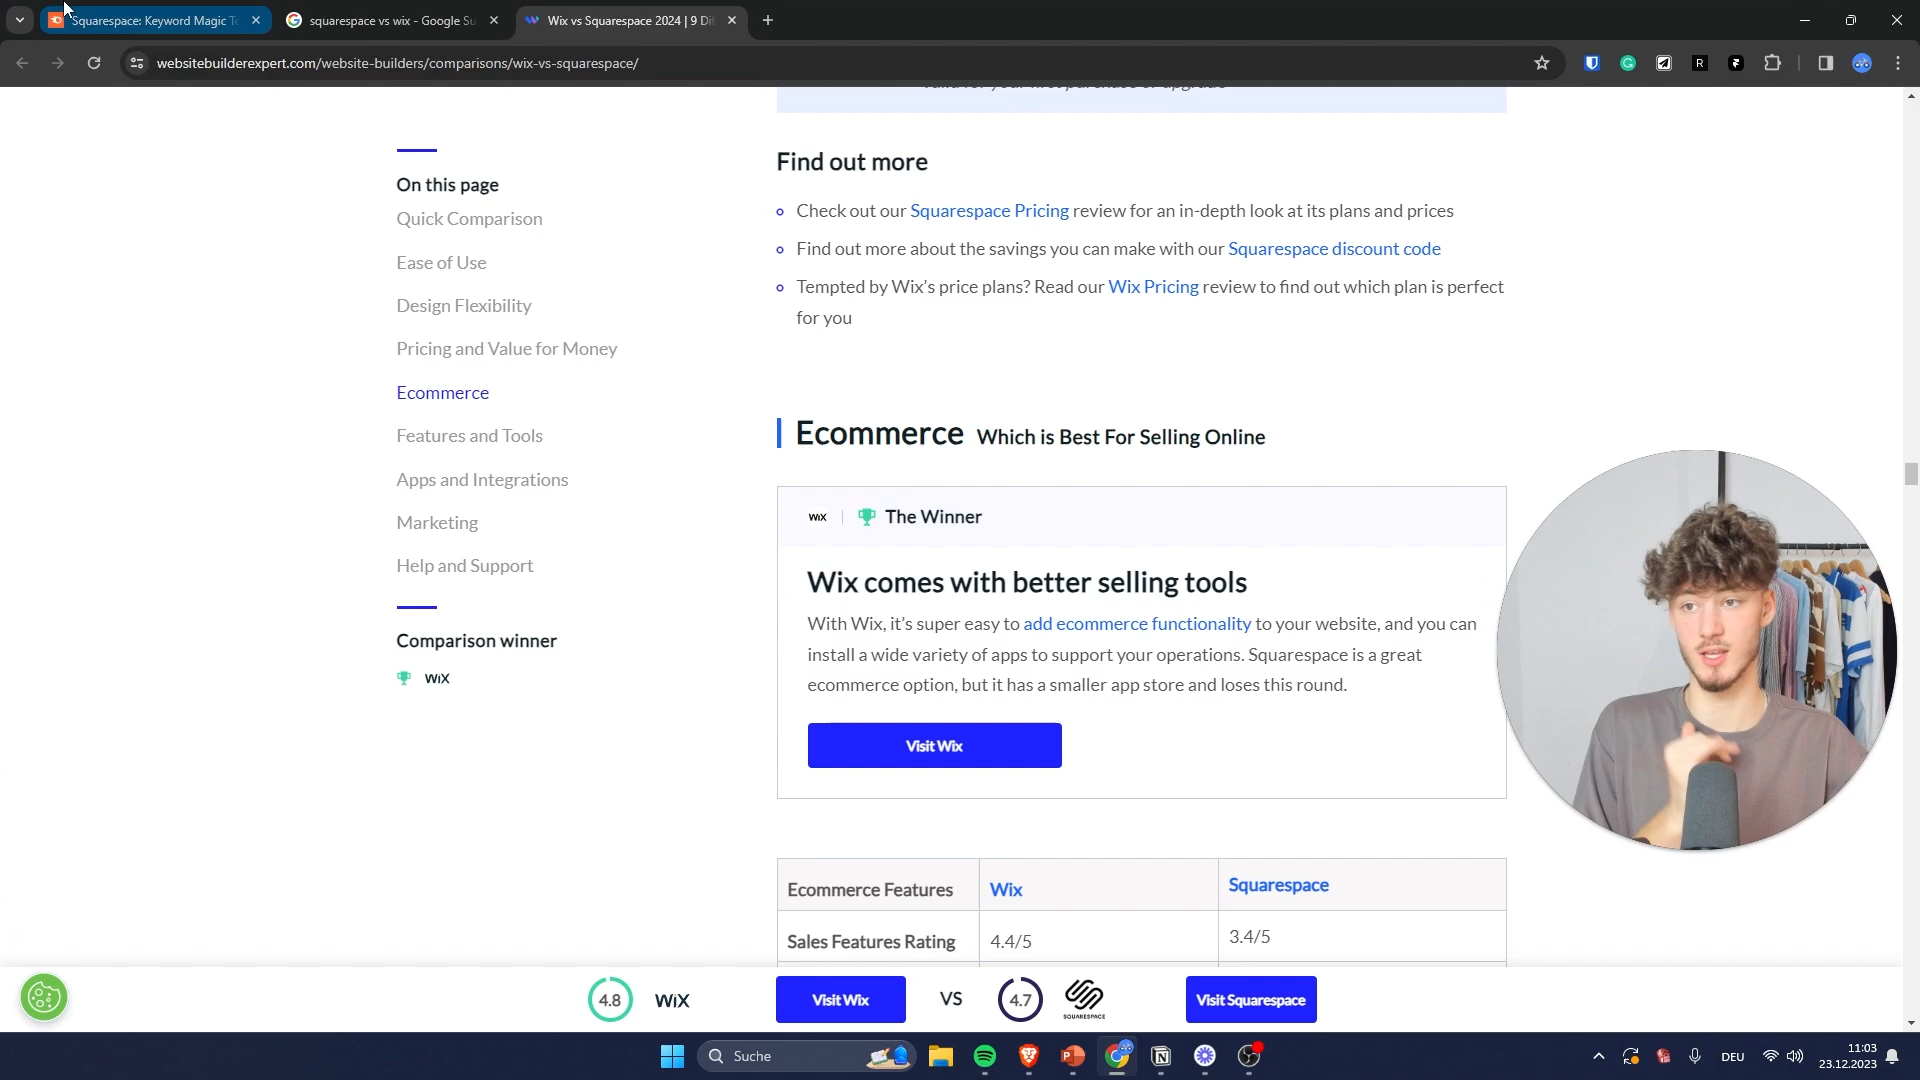 Squarespace: Keyword Magic T
squarespace vs wix - Google Su
Wix vs Squarespace 2024 | 9 Di
websitebuilderexpert.com/website-builders/comparisons/wix-vs-squarespace/
On this page
Quick Comparison
Ease of Use
Design Flexibility
Pricing and Value for Money
Ecommerce
Features and Tools
Apps and Integrations
Marketing
Help and Support
Comparison winner
WiX
Find out more
Check out our Squarespace Pricing review for an in-depth look at its plans and prices
Find out more about the savings you can make with our Squarespace discount code
Tempted by Wix's price plans? Read our Wix Pricing review to find out which plan is perfect
for you
Ecommerce Which is Best For Selling Online
WiX The Winner
Wix comes with better selling tools
With Wix, it's super easy to add ecommerce functionality to your website, and you can
install a wide variety of apps to support your operations. Squarespace is a great
ecommerce option, but it has a smaller app store and loses this round.
Visit Wix
Ecommerce Features Wix Squarespace
Sales Features Rating 4.4/5 3.4/5
4.8 WiX Visit Wix VS 4.7 SQUARESPACE Visit Squarespace
Suche
DEU
11:03
23.12.2023